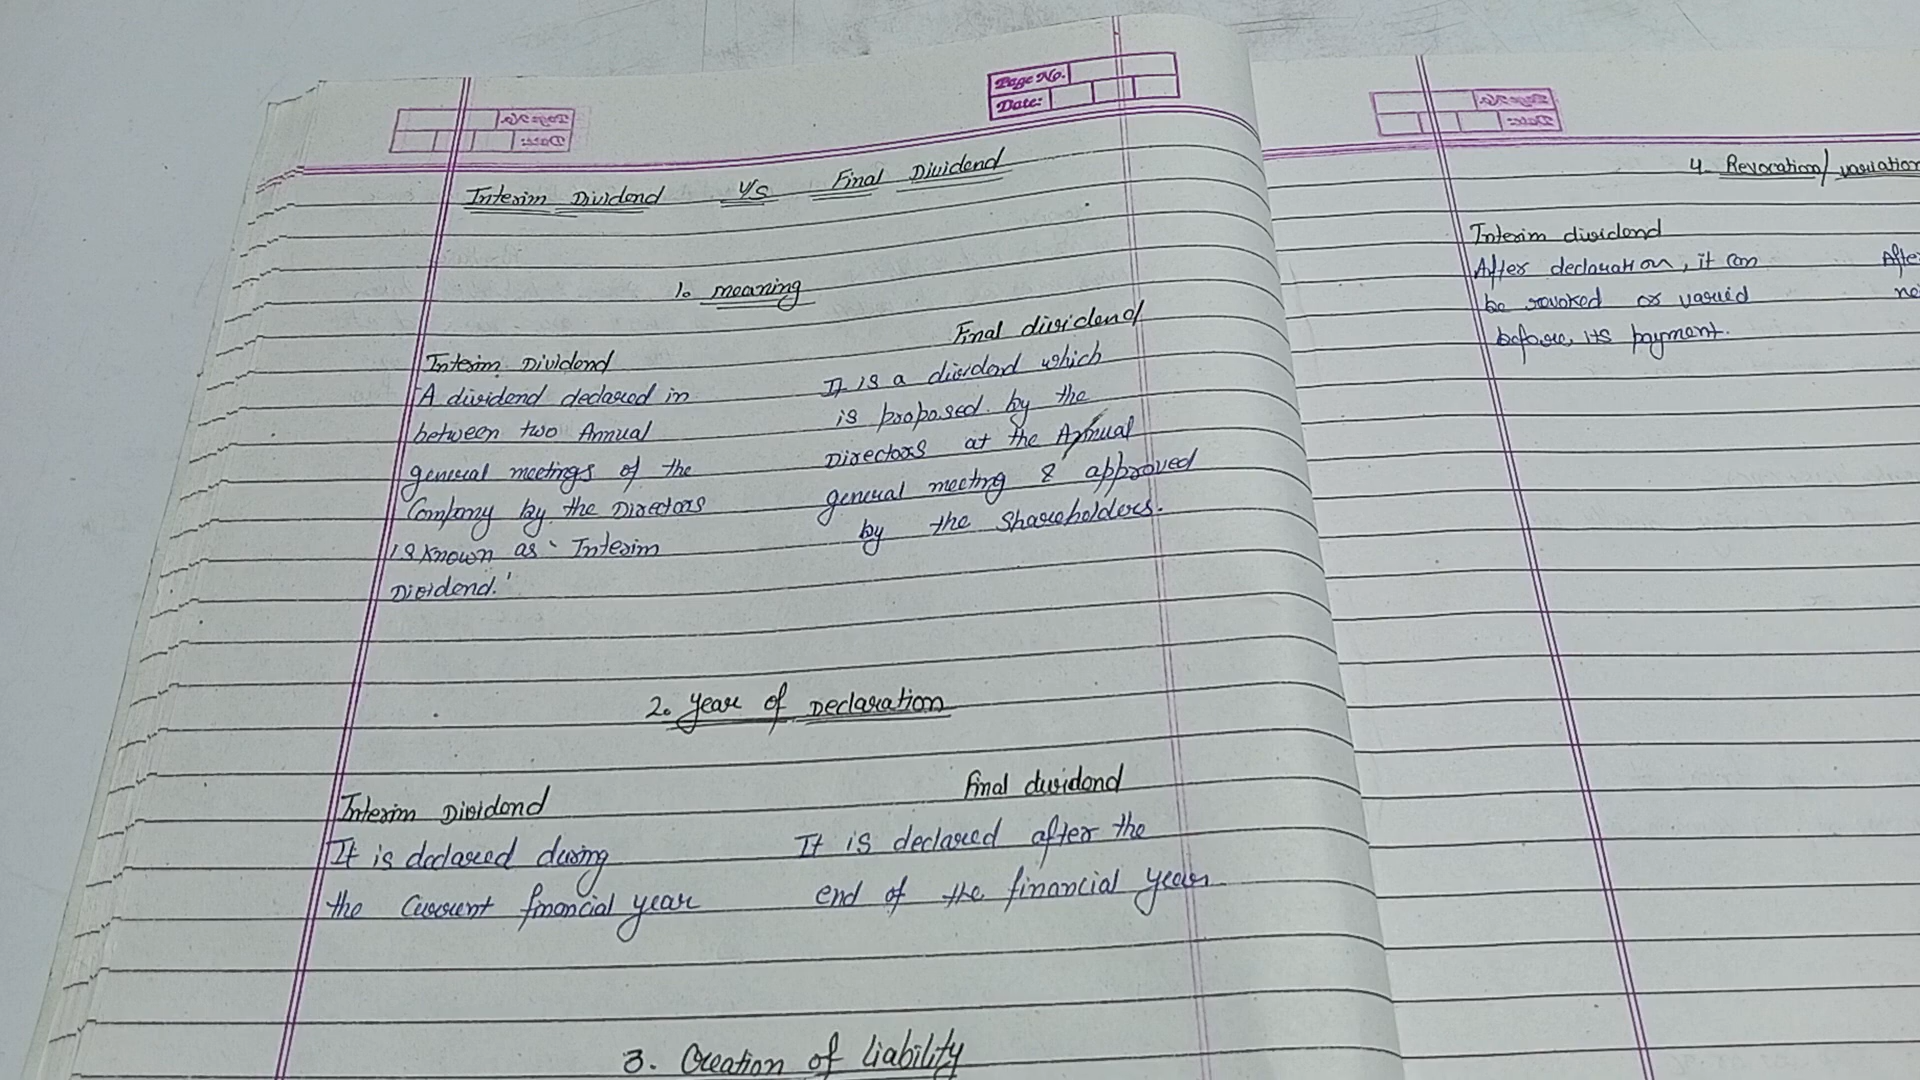 Page No.
Date:
Interim Dividend V/S Final Dividend
1. meaning
Interim Dividend
A dividend declared in
between two Annual
general meetings of the
Company by the Directors
is known as 'Interim
Dividend.'
Final dividend
It is a dividend which
is proposed by the
Directors at the Annual
general meeting & approved
by the Shareholders.
2. Year of Declaration
Interim Dividend
It is declared during
the current financial year
Final dividend
It is declared after the
end of the financial year
3. Creation of liability
4. Revocation/variation
Interim dividend
After declaration, it can
be revoked or varied
before its payment.